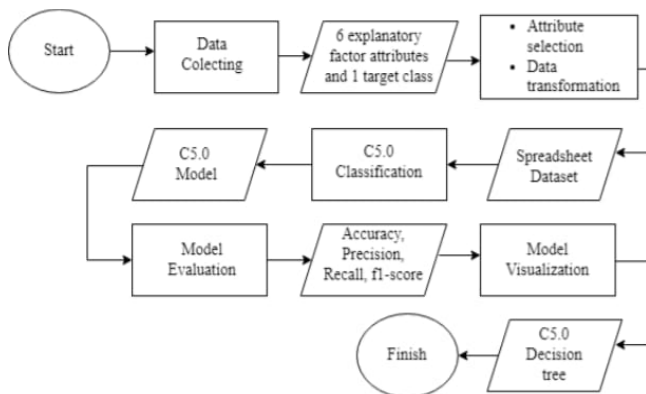 Start
Data
Colecting
6 explanatory
factor attributes
and 1 target class
• Attribute
selection
• Data
transformation
Spreadsheet
Dataset
C5.0
Classification
C5.0
Model
Model
Evaluation
Accuracy,
Precision,
Recall, f1-score
Model
Visualization
C5.0
Decision
tree
Finish